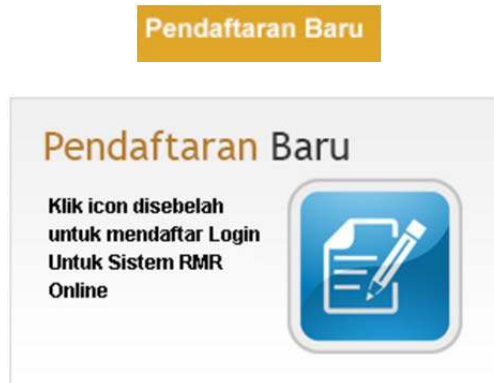 Pendaftaran Baru
Pendaftaran Baru
Klik icon disebelah
untuk mendaftar Login
Untuk Sistem RMR
Online